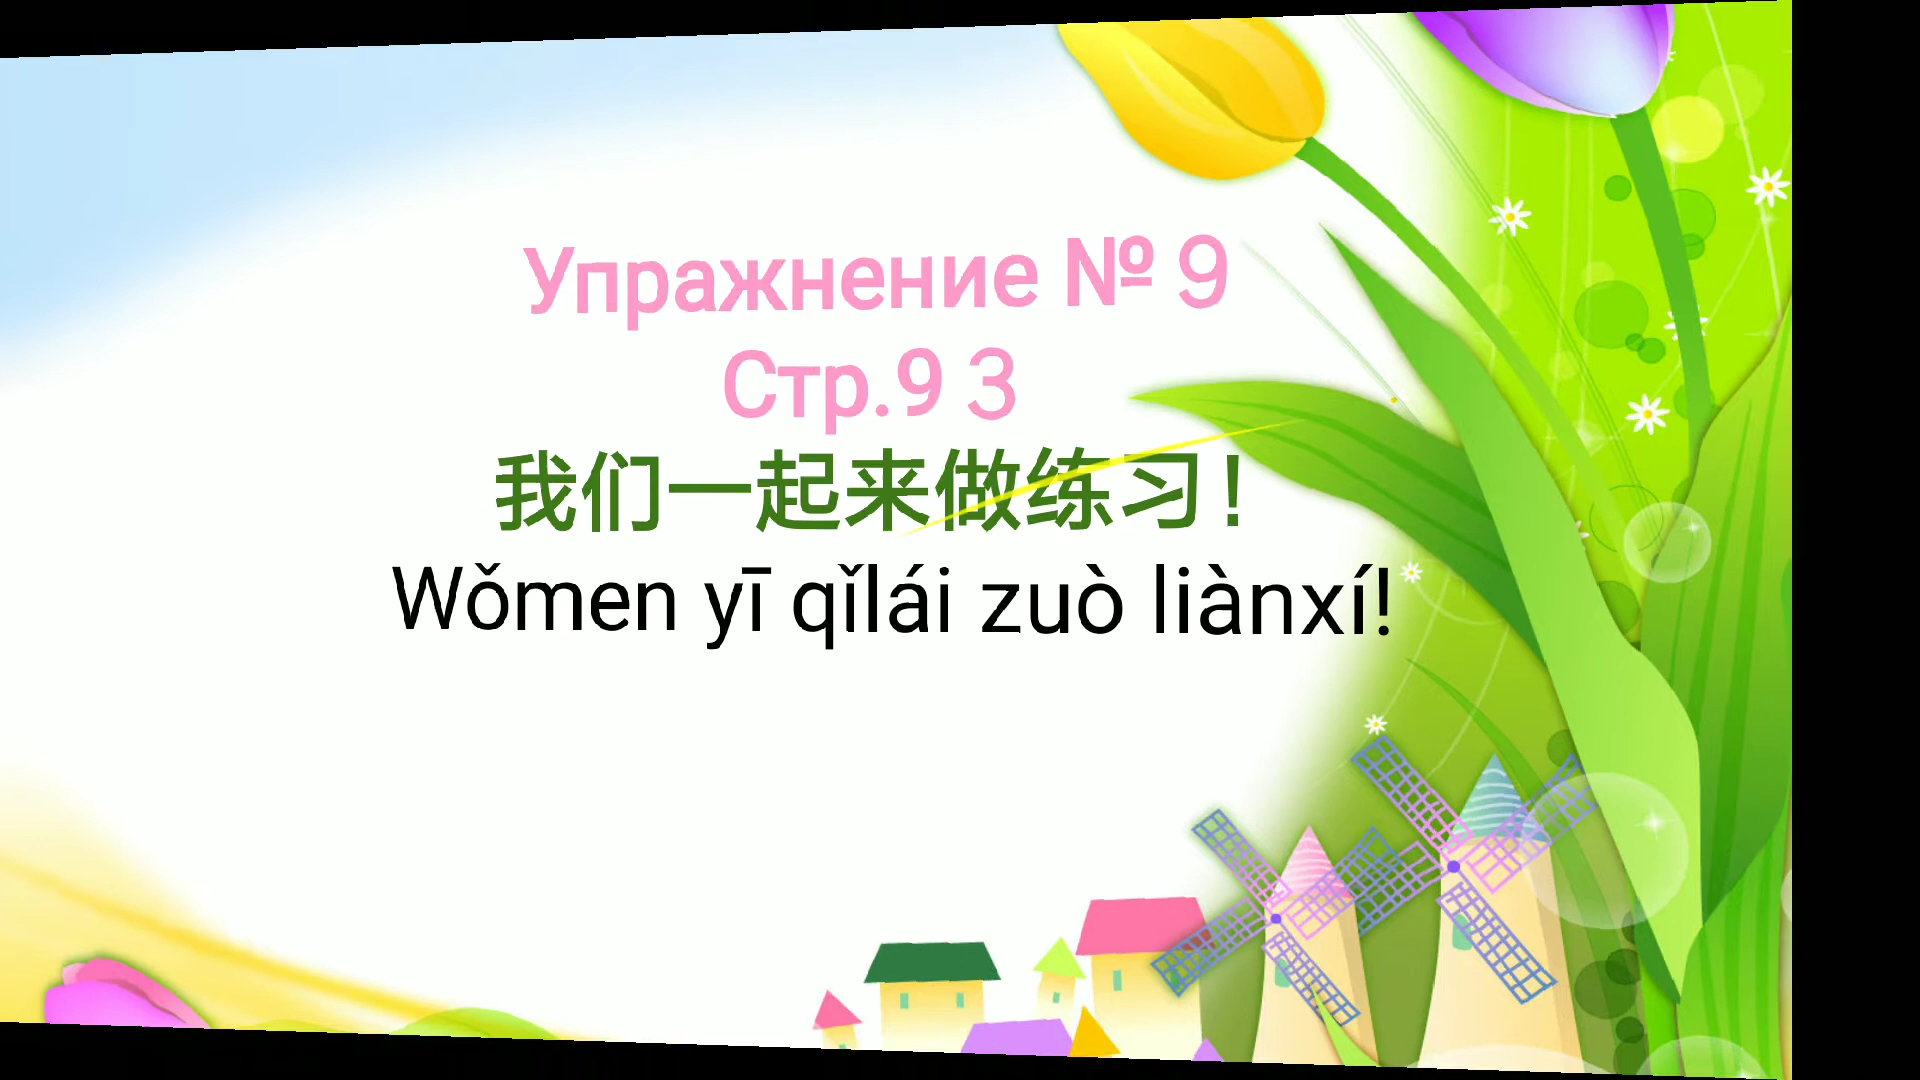 Упражнение № 9
Стр.9 3
我们一起来做练习！
Wǒmen yī qǐlái zuò liànxí!